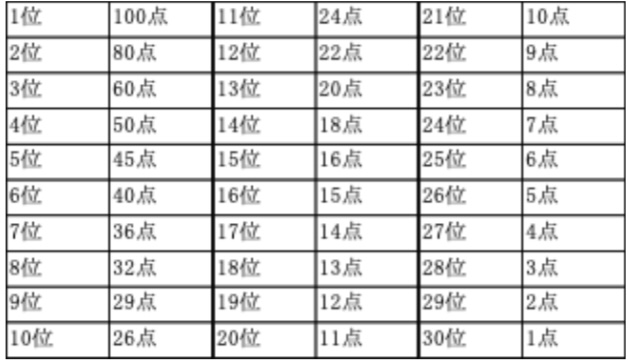 1位 100点 11位 24点 21位 10点
2位 80点 12位 22点 22位 9点
3位 60点 13位 20点 23位 8点
4位 50点 14位 18点 24位 7点
5位 45点 15位 16点 25位 6点
6位 40点 16位 15点 26位 5点
7位 36点 17位 14点 27位 4点
8位 32点 18位 13点 28位 3点
9位 29点 19位 12点 29位 2点
10位 26点 20位 11点 30位 1点